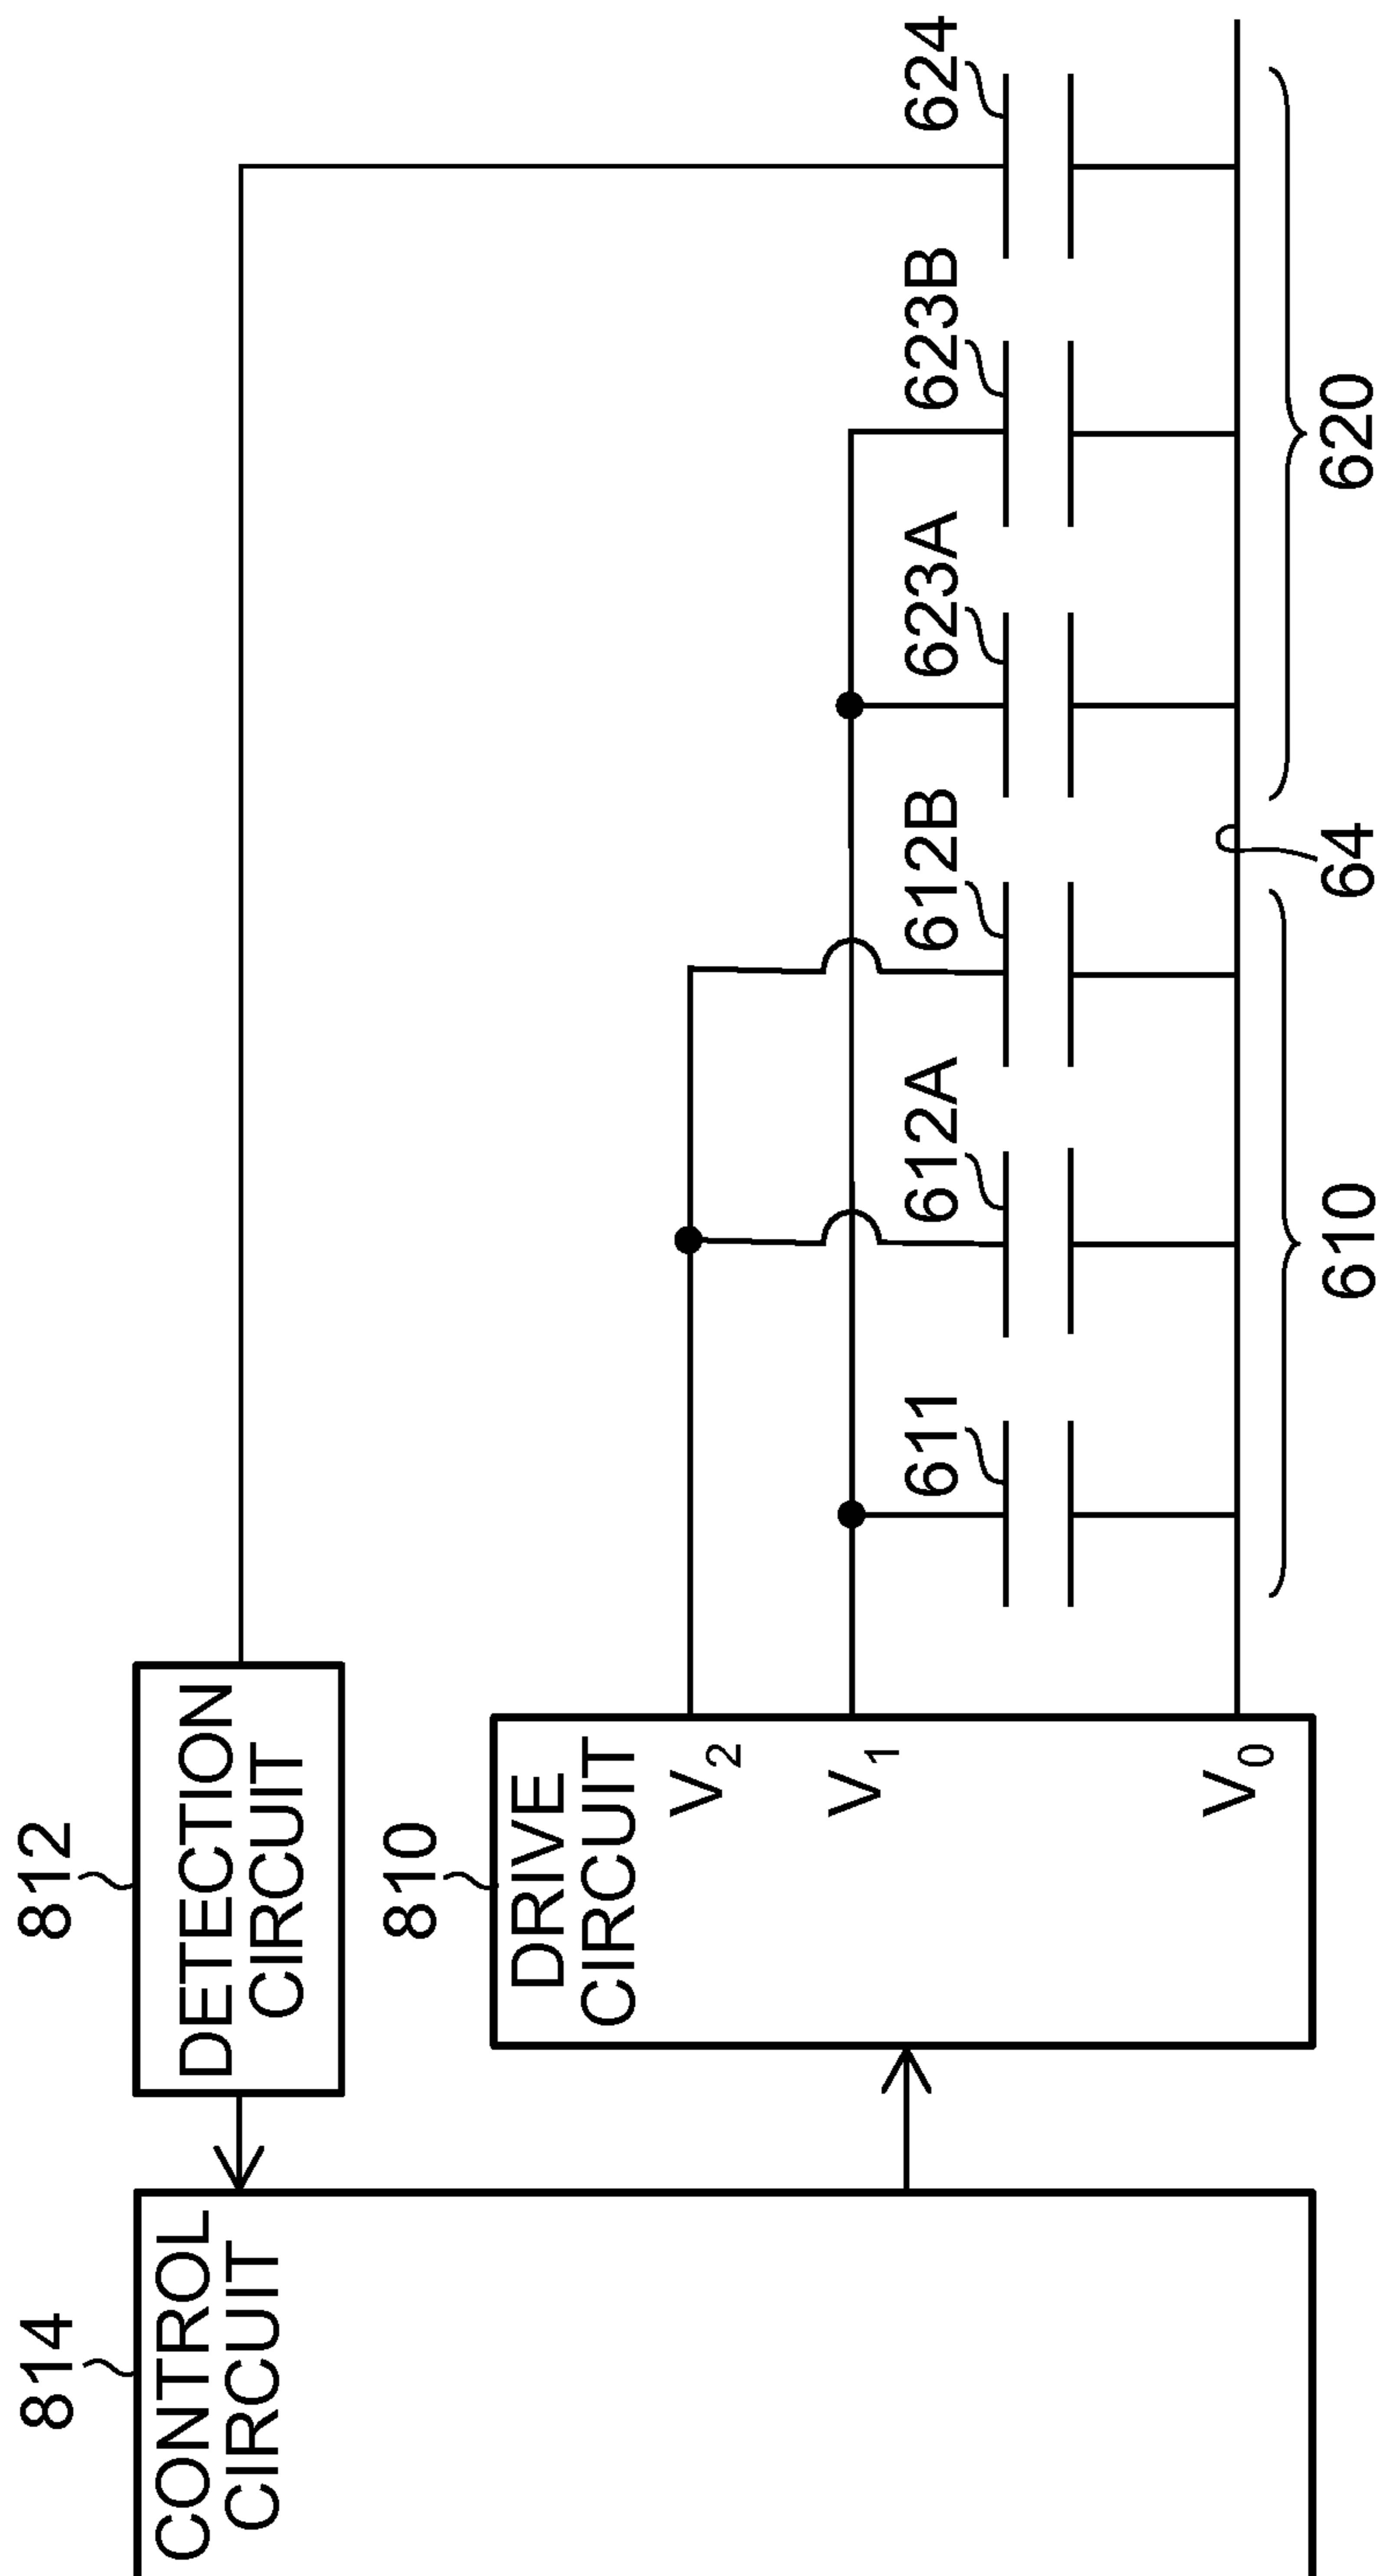 814
CONTROL
CIRCUIT
812
DETECTION
CIRCUIT
810
DRIVE
CIRCUIT
V2
V1
V0
611
612A
612B
623A
623B
624
610
64
620